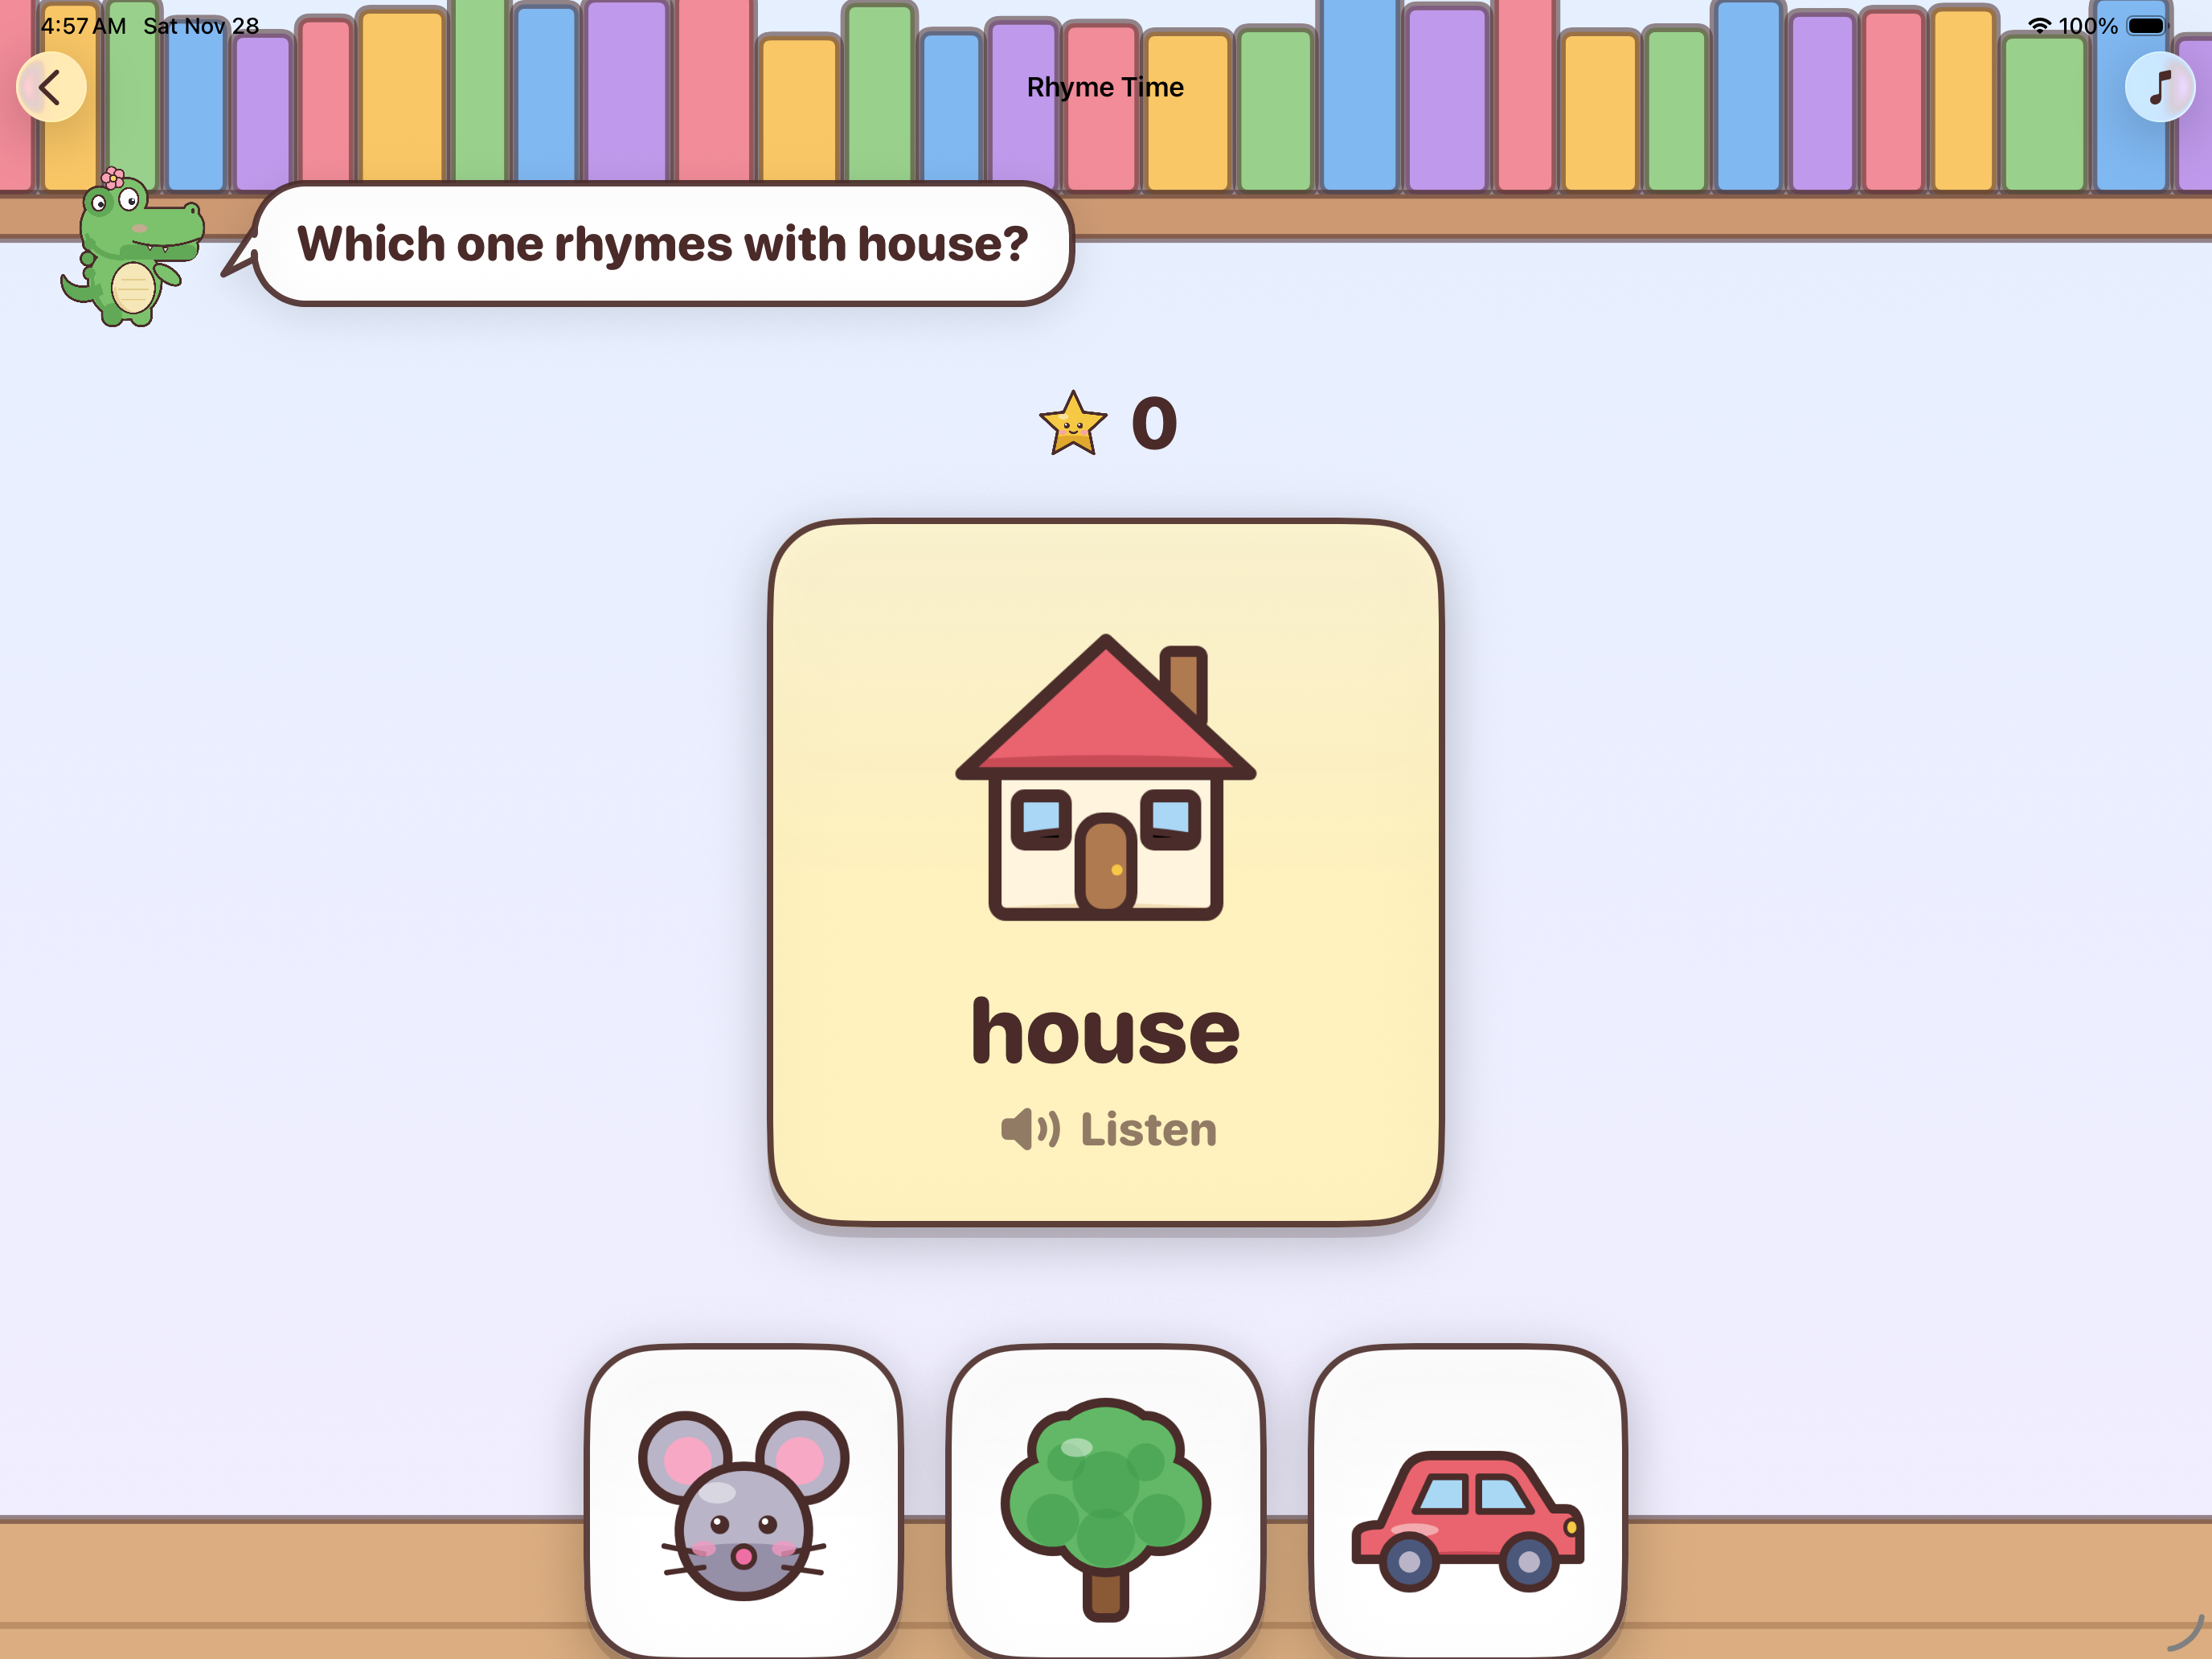 4:57 AM Sat Nov 28
100%
Rhyme Time
Which one rhymes with house?
0
house
Listen